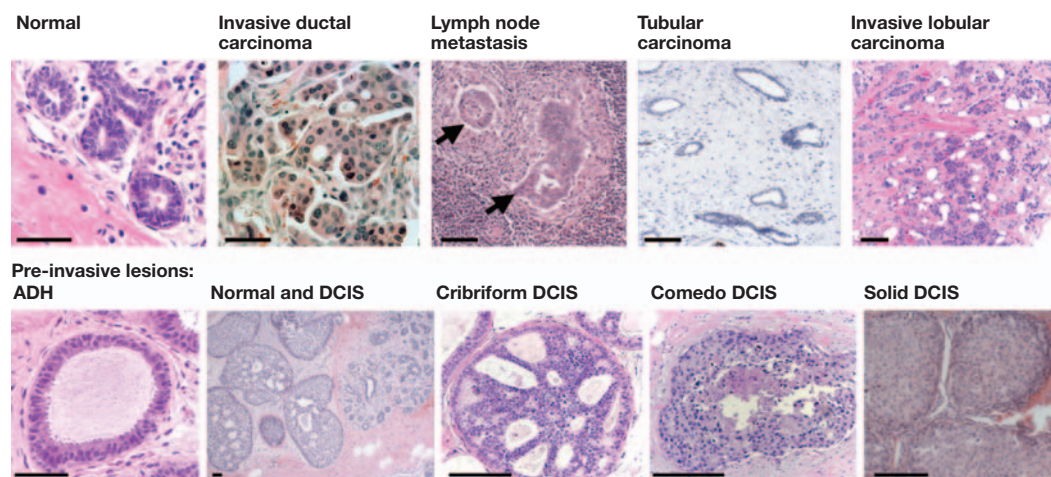 Normal
Invasive ductal
carcinoma
Lymph node
metastasis
Tubular
carcinoma
Invasive lobular
carcinoma
Pre-invasive lesions:
ADH
Normal and DCIS
Cribriform DCIS
Comedo DCIS
Solid DCIS